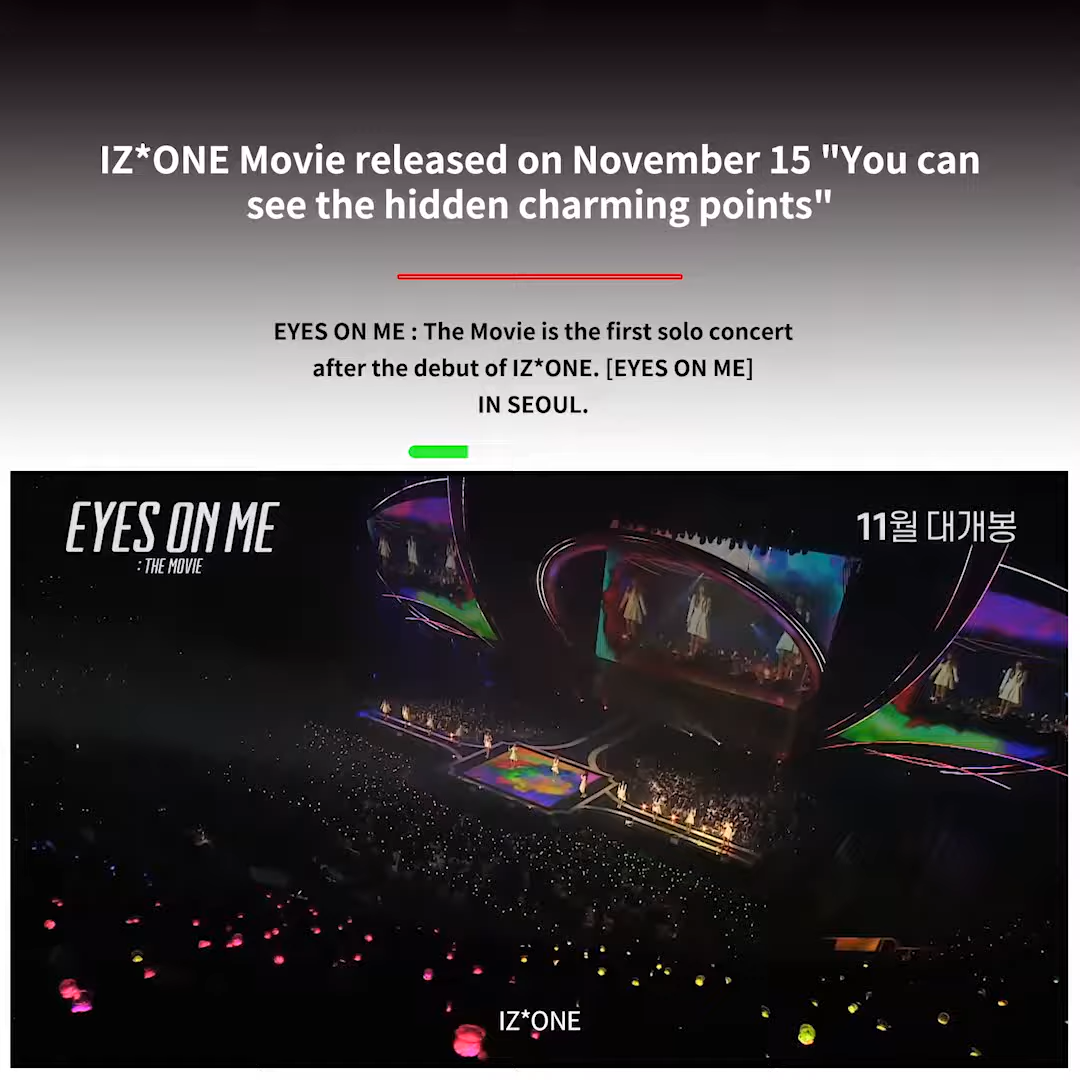 IZ*ONE Movie released on November 15 "You can
see the hidden charming points"
EYES ON ME : The Movie is the first solo concert
after the debut of IZ*ONE. [EYES ON ME]
IN SEOUL.
EYES ON ME
: THE MOVIE
11월 대개봉
IZ*ONE